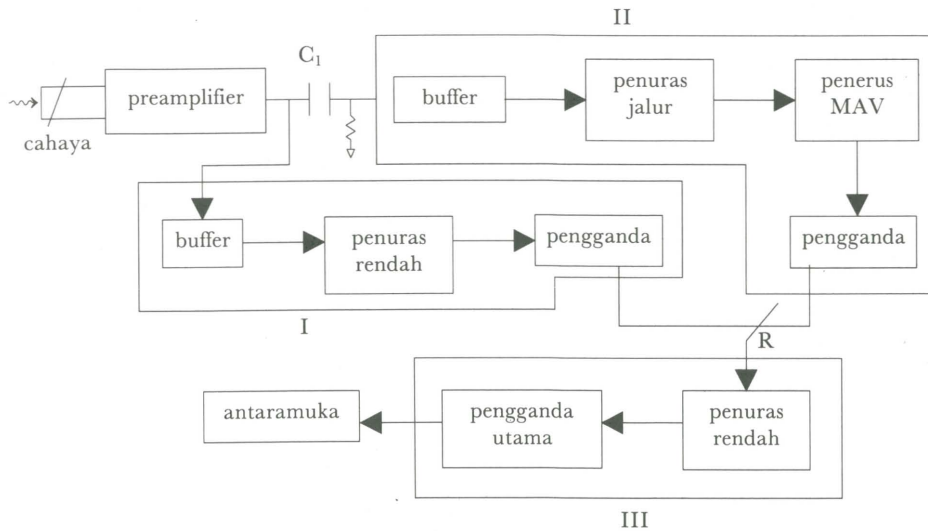 II
C₁
preamplifier
cahaya
buffer
penuras
jalur
penerus
MAV
buffer
penuras
rendah
pengganda
pengganda
I
R
antaramuka
pengganda
utama
penuras
rendah
III